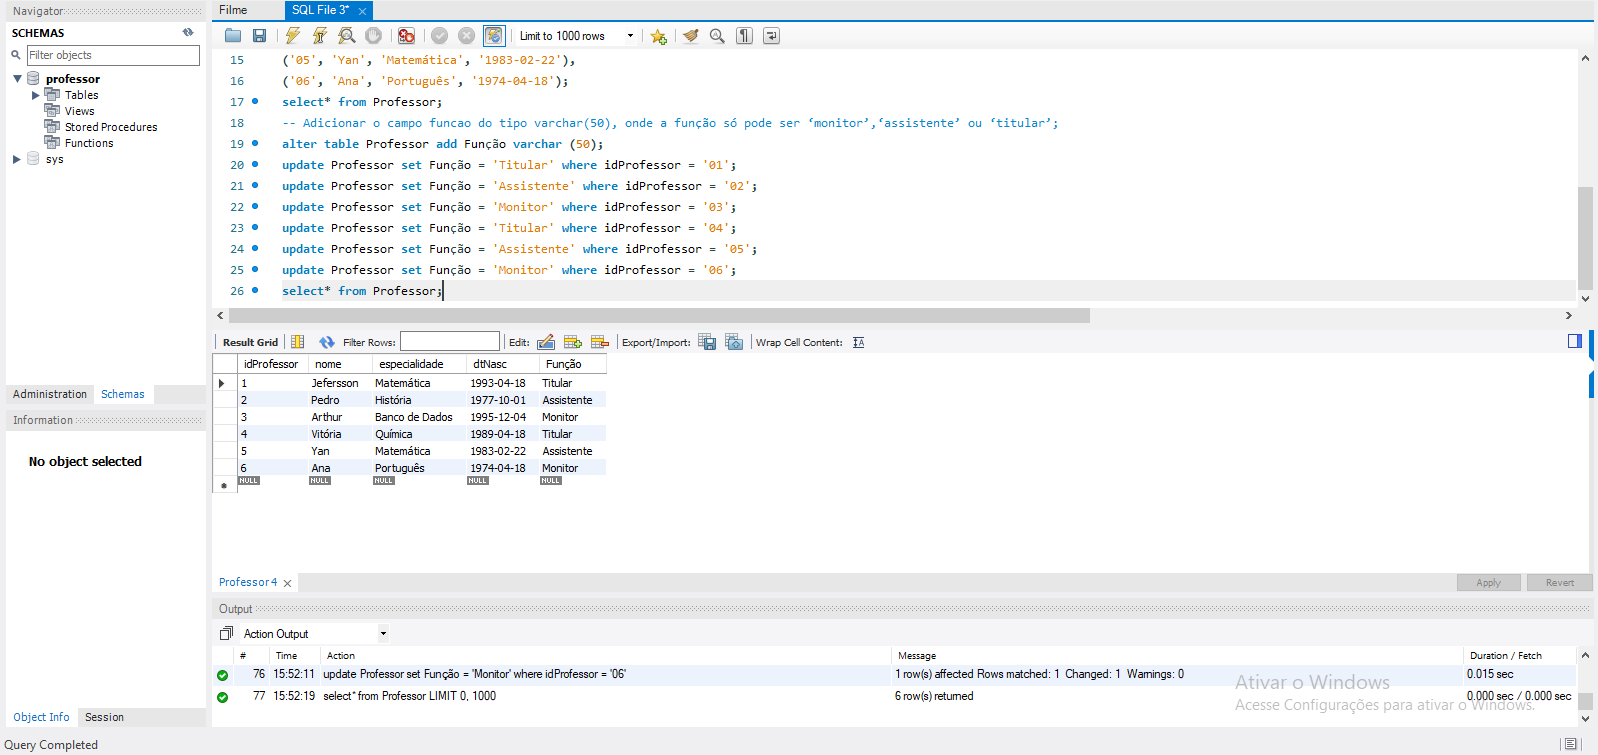 Navigator
SCHEMAS
Filter objects
professor
Tables
Views
Stored Procedures
Functions
sys
Administration Schemas
Information
No object selected
Object Info Session
Query Completed
Filme SQL File 3*
Limit to 1000 rows
15 ('05', 'Yan', 'Matemática', '1983-02-22'),
16 ('06', 'Ana', 'Português', '1974-04-18');
17 select* from Professor;
18 -- Adicionar o campo funcao do tipo varchar(50), onde a função só pode ser ‘monitor’,‘assistente’ ou ‘titular’;
19 alter table Professor add Função varchar (50);
20 update Professor set Função = 'Titular' where idProfessor = '01';
21 update Professor set Função = 'Assistente' where idProfessor = '02';
22 update Professor set Função = 'Monitor' where idProfessor = '03';
23 update Professor set Função = 'Titular' where idProfessor = '04';
24 update Professor set Função = 'Assistente' where idProfessor = '05';
25 update Professor set Função = 'Monitor' where idProfessor = '06';
26 select* from Professor;
Result Grid Filter Rows: Edit: Export/Import: Wrap Cell Content:
idProfessor nome especialidade dtNasc Função
1 Jefersson Matemática 1993-04-18 Titular
2 Pedro História 1977-10-01 Assistente
3 Arthur Banco de Dados 1995-12-04 Monitor
4 Vitória Química 1989-04-18 Titular
5 Yan Matemática 1983-02-22 Assistente
6 Ana Português 1974-04-18 Monitor
NULL NULL NULL NULL NULL
Professor 4 Apply Revert
Output
Action Output
# Time Action Message Duration / Fetch
76 15:52:11 update Professor set Função = 'Monitor' where idProfessor = '06' 1 row(s) affected Rows matched: 1 Changed: 1 Warnings: 0 0.015 sec
77 15:52:19 select* from Professor LIMIT 0, 1000 6 row(s) returned 0.000 sec / 0.000 sec
Ativar o Windows
Acesse Configurações para ativar o Windows.